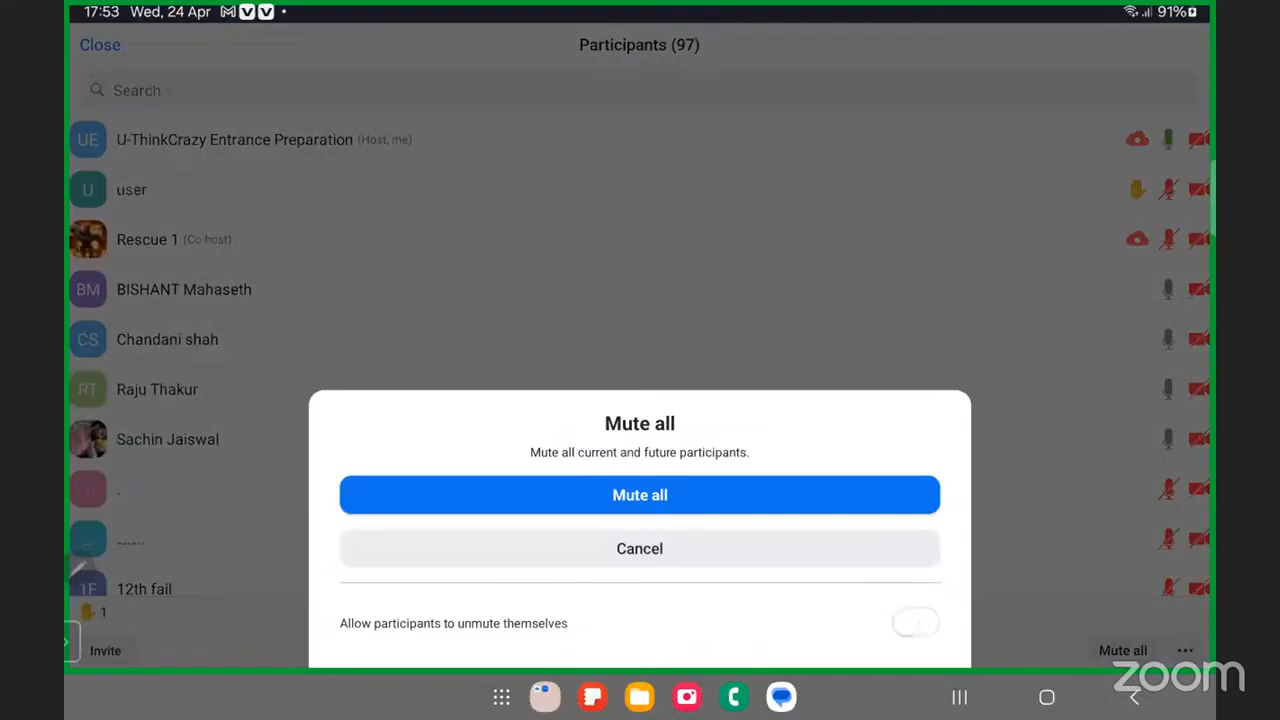 17:53 Wed, 24 Apr
91%
Close
Participants (97)
Search
UE U-ThinkCrazy Entrance Preparation (Host, me)
U user
Rescue 1 (Co-host)
BM BISHANT Mahaseth
CS Chandani shah
RT Raju Thakur
Sachin Jaiswal
.
........
1F 12th fail
1
Invite
Mute all
Mute all current and future participants.
Mute all
Cancel
Allow participants to unmute themselves
Mute all ...
zoom